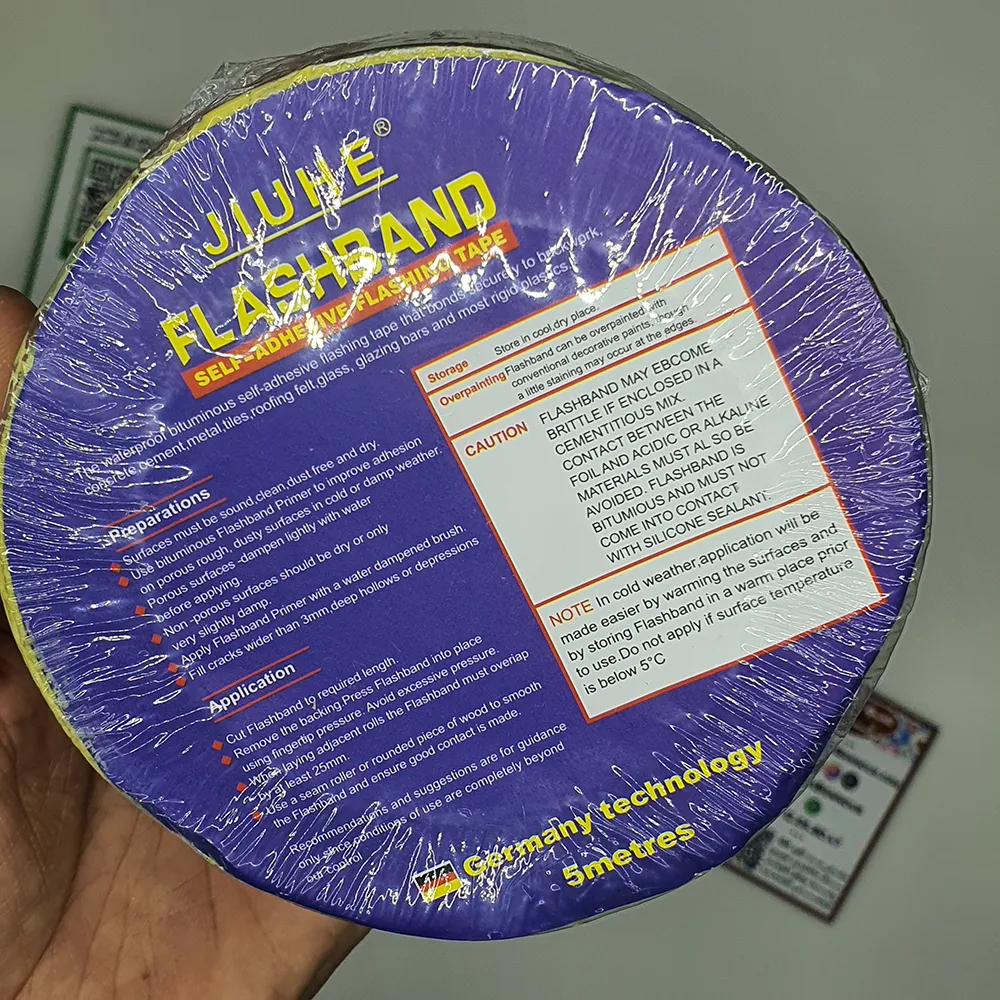 JIUHE®
FLASHBAND
SELF-ADHESIVE FLASHING TAPE
The waterproof bituminous self-adhesive flashing tape that bonds securely to brickwork.
concrete.cement.metal tiles.roofing felt.glass, glazing bars and most rigid plastics.
Preparations
Surfaces must be sound,clean,dust free and dry.
Use bituminous Flashband Primer to improve adhesion
on porous rough, dusty surfaces in cold or damp weather.
Porous surfaces -dampen lightly with water
before applying.
Non-porous surfaces should be dry or only
very slightly damp
Apply Flashband Primer with a water dampened brush.
Fill cracks wider than 3mm.deep hollows or depressions
Application
Cut Flashband to required length.
Remove the backing Press Flashband into place
using fingertip pressure. Avoid excessive pressure.
When laying adjacent rolls the Flashband must overlap
by at least 25mm.
Use a seam roller or rounded piece of wood to smooth
the Flashband and ensure good contact is made.
Recommendations and suggestions are for guidance
only since conditions of use are completely beyond
our control
Storage Store in cool,dry place.
Overpainting Flashband can be overpainted with
conventional decorative paints, though
a little staining may occur at the edges.
CAUTION FLASHBAND MAY EBCOME
BRITTLE IF ENCLOSED IN A
CEMENTITIOUS MIX.
CONTACT BETWEEN THE
FOIL AND ACIDIC OR ALKALINE
MATERIALS MUST AL SO BE
AVOIDED, FLASHBAND IS
BITUMIOUS AND MUST NOT
COME INTO CONTACT
WITH SILICONE SEALANT.
NOTE In cold weather,application will be
made easier by warming the surfaces and
by storing Flashband in a warm place prior
to use.Do not apply if surface temperature
is below 5°C
Germany technology
5metres